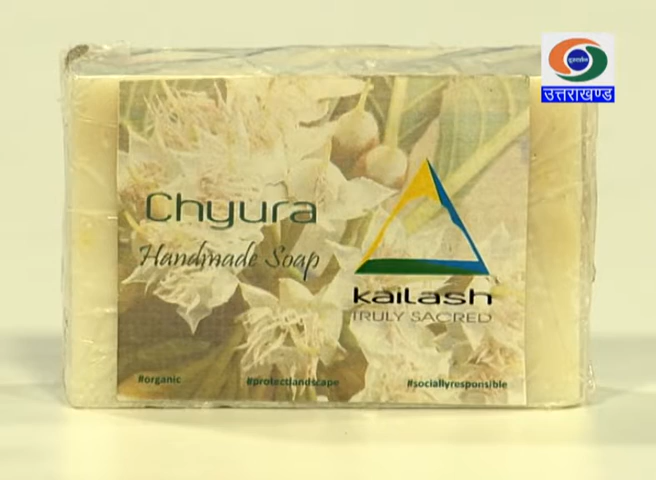 उत्तराखण्ड
Chyura
Handmade Soap
kailash
TRULY SACRED
#organic #protectlandscape #sociallyresponsible